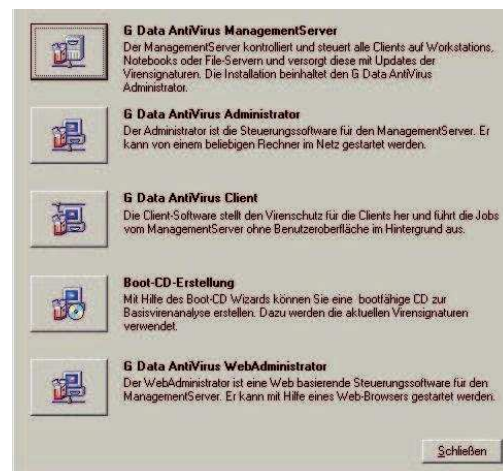 G Data AntiVirus ManagementServer
Der ManagementServer kontrolliert und steuert alle Clients auf Workstations,
Notebooks oder File-Servern und versorgt diese mit Updates der
Virensignaturen. Die Installation beinhaltet den G Data AntiVirus
Administrator.
G Data AntiVirus Administrator
Der Administrator ist die Steuerungssoftware für den ManagementServer. Er
kann von einem beliebigen Rechner im Netz gestartet werden.
G Data AntiVirus Client
Die Client-Software stellt den Virenschutz für die Clients her und führt die Jobs
vom ManagementServer ohne Benutzeroberfläche im Hintergrund aus.
Boot-CD-Erstellung
Mit Hilfe des Boot-CD Wizards können Sie eine bootfähige CD zur
Basisvirenanalyse erstellen. Dazu werden die aktuellen Virensignaturen
verwendet.
G Data AntiVirus WebAdministrator
Der WebAdministrator ist eine Web basierende Steuerungssoftware für den
ManagementServer. Er kann mit Hilfe eines Web-Browsers gestartet werden.
Schließen